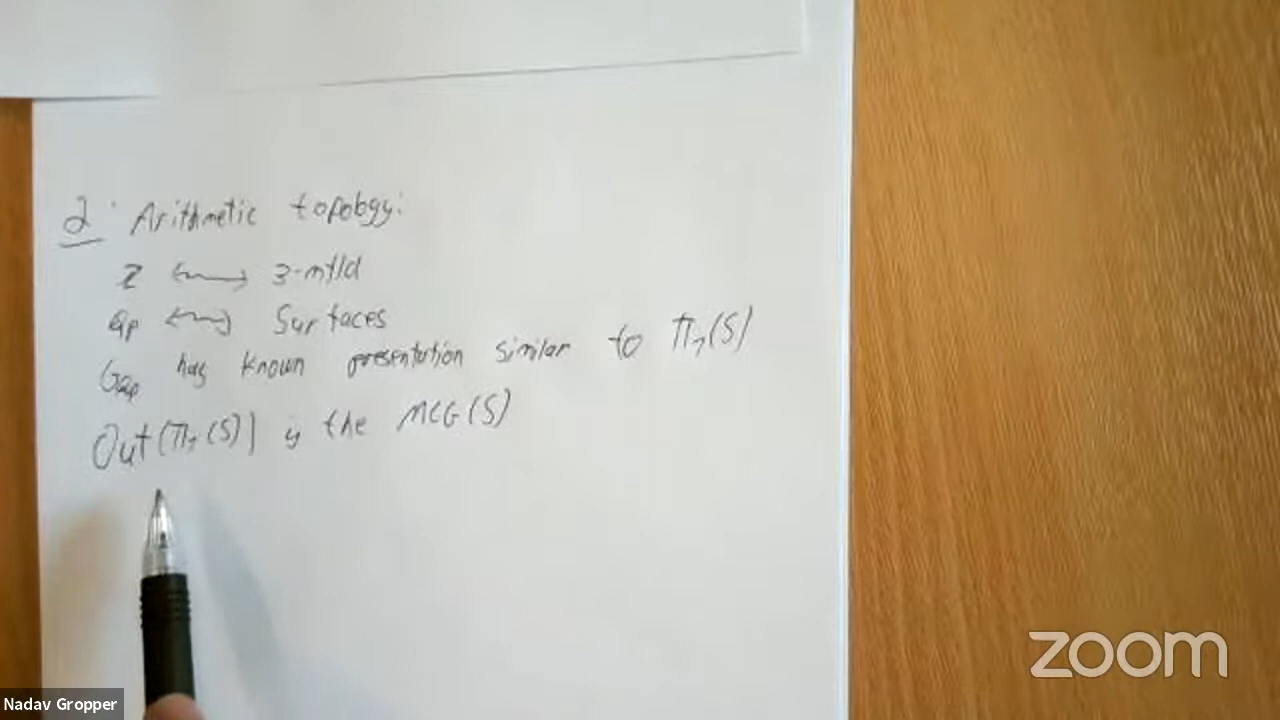 2. Arithmetic topology:
Z ⟷ 3-mfld
Qp ⟷ Surfaces
G_Qp has known presentation similar to π₁(S)
Out(π₁(S)) is the MCG(S)
zoom
Nadav Gropper